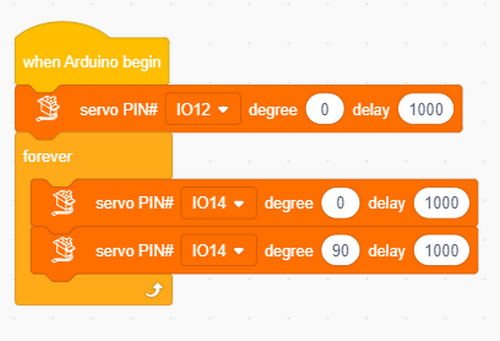 when Arduino begin
servo PIN# IO12 degree 0 delay 1000
forever
servo PIN# IO14 degree 0 delay 1000
servo PIN# IO14 degree 90 delay 1000